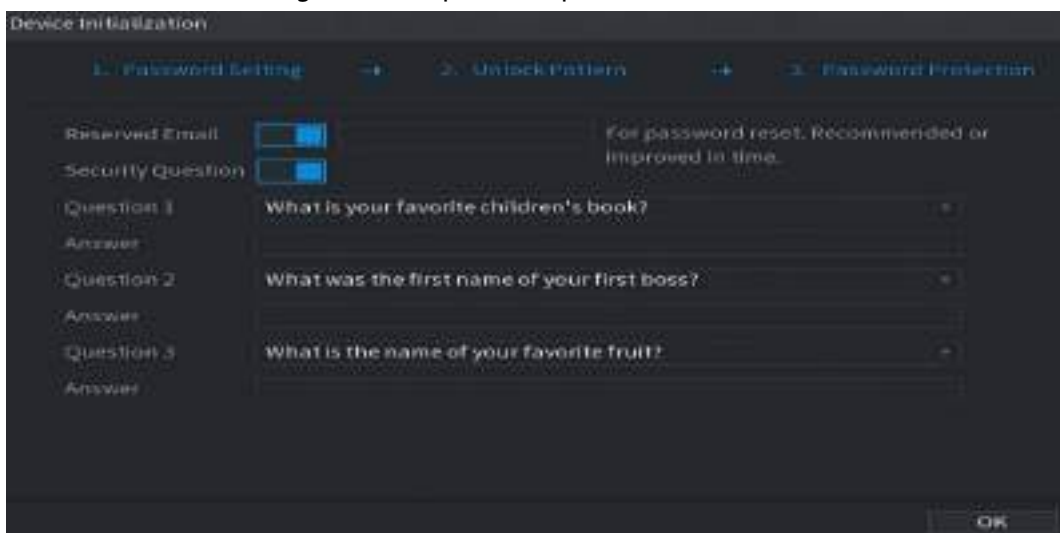 Device Initialization
1. Password Setting → 2. Unlock Pattern → 3. Password Protection
Reserved Email For password reset. Recommended or
improved in time.
Security Question
Question 1 What is your favorite children's book?
Answer
Question 2 What was the first name of your first boss?
Answer
Question 3 What is the name of your favorite fruit?
Answer
OK